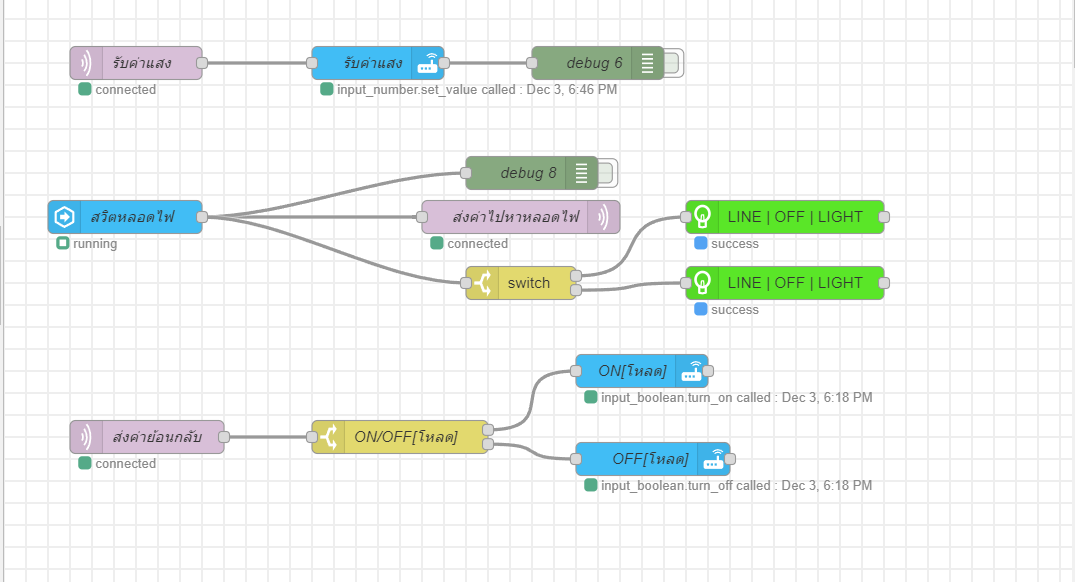 รับค่าแสง
รับค่าแสง
debug 6
connected
input_number.set_value called : Dec 3, 6:46 PM
debug 8
สวิตหลอดไฟ
ส่งค่าไปหาหลอดไฟ
LINE | OFF | LIGHT
running
connected
success
switch
LINE | OFF | LIGHT
success
ON[โหลด]
input_boolean.turn_on called : Dec 3, 6:18 PM
ส่งค่าย้อนกลับ
ON/OFF[โหลด]
OFF[โหลด]
connected
input_boolean.turn_off called : Dec 3, 6:18 PM